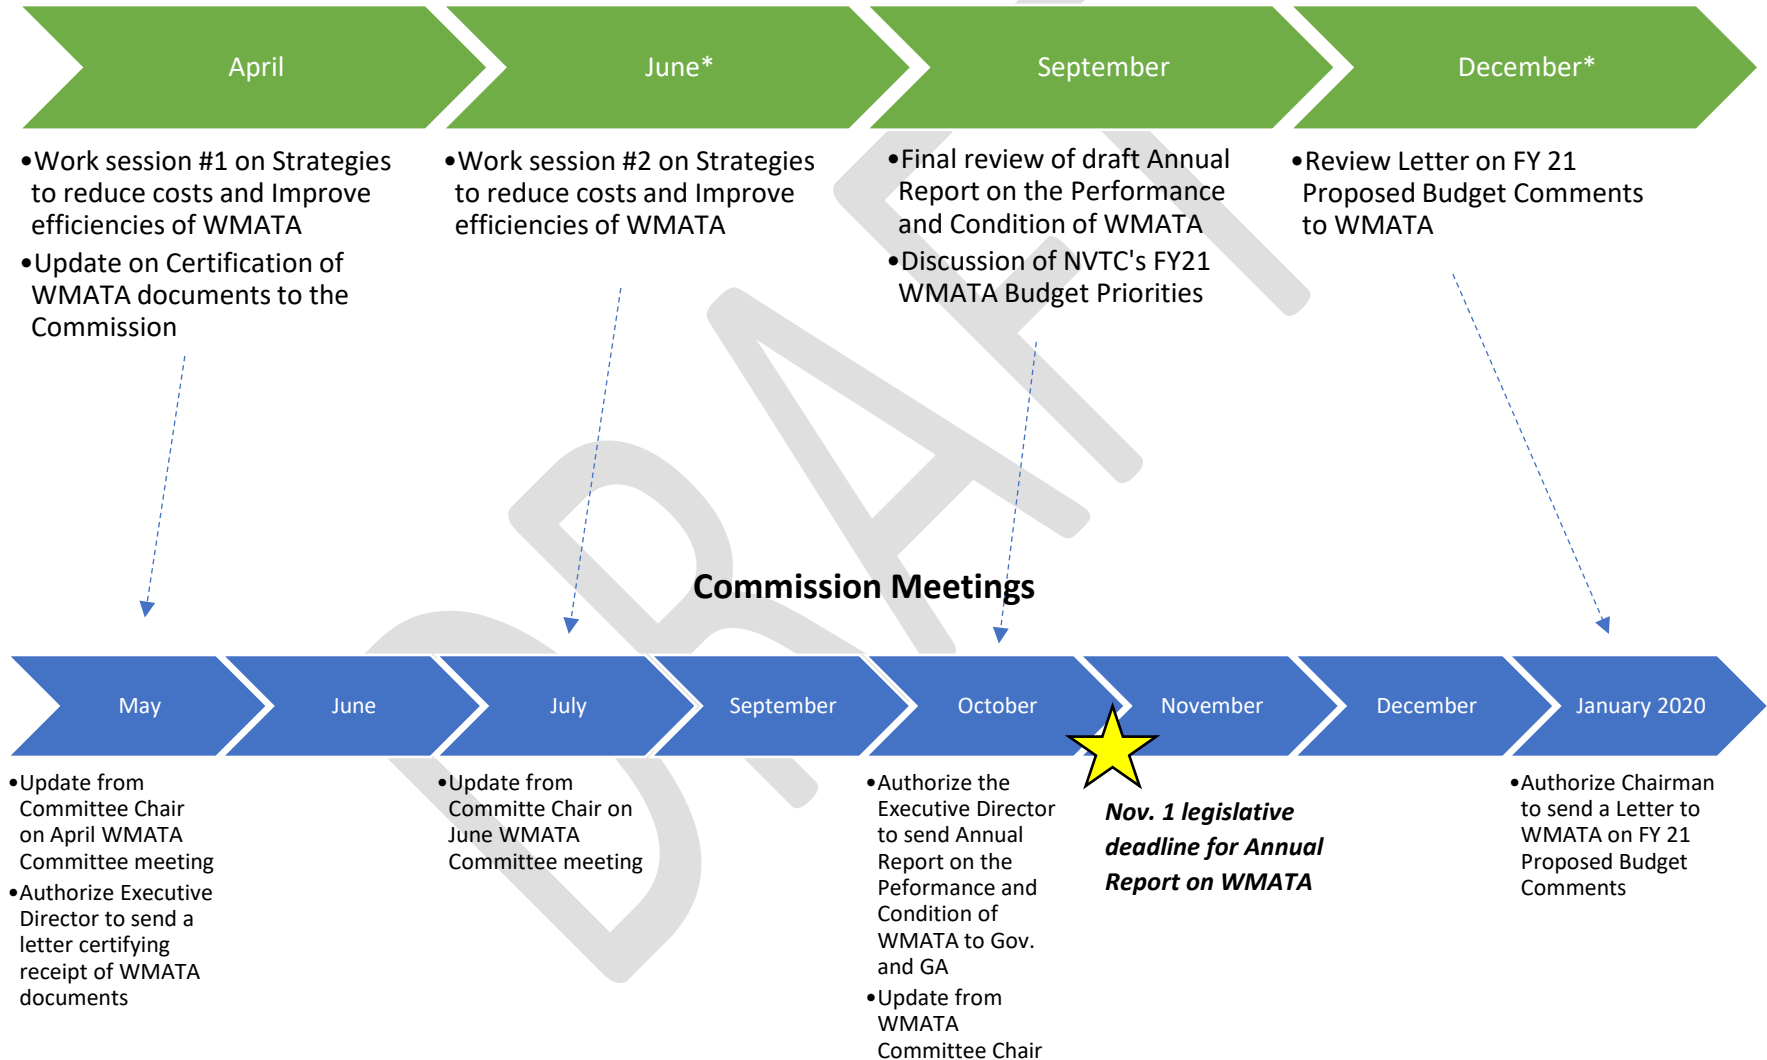 April
June*
September
December*
•Work session #1 on Strategies
to reduce costs and Improve
efficiencies of WMATA
•Update on Certification of
WMATA documents to the
Commission
•Work session #2 on Strategies
to reduce costs and Improve
efficiencies of WMATA
•Final review of draft Annual
Report on the Performance
and Condition of WMATA
•Discussion of NVTC's FY21
WMATA Budget Priorities
•Review Letter on FY 21
Proposed Budget Comments
to WMATA
DRAFT
Commission Meetings
May
June
July
September
October
November
December
January 2020
•Update from
Committee Chair
on April WMATA
Committee meeting
•Authorize Executive
Director to send a
letter certifying
receipt of WMATA
documents
•Update from
Committe Chair on
June WMATA
Committee meeting
•Authorize the
Executive Director
to send Annual
Report on the
Peformance and
Condition of
WMATA to Gov.
and GA
•Update from
WMATA
Committee Chair
Nov. 1 legislative
deadline for Annual
Report on WMATA
•Authorize Chairman
to send a Letter to
WMATA on FY 21
Proposed Budget
Comments